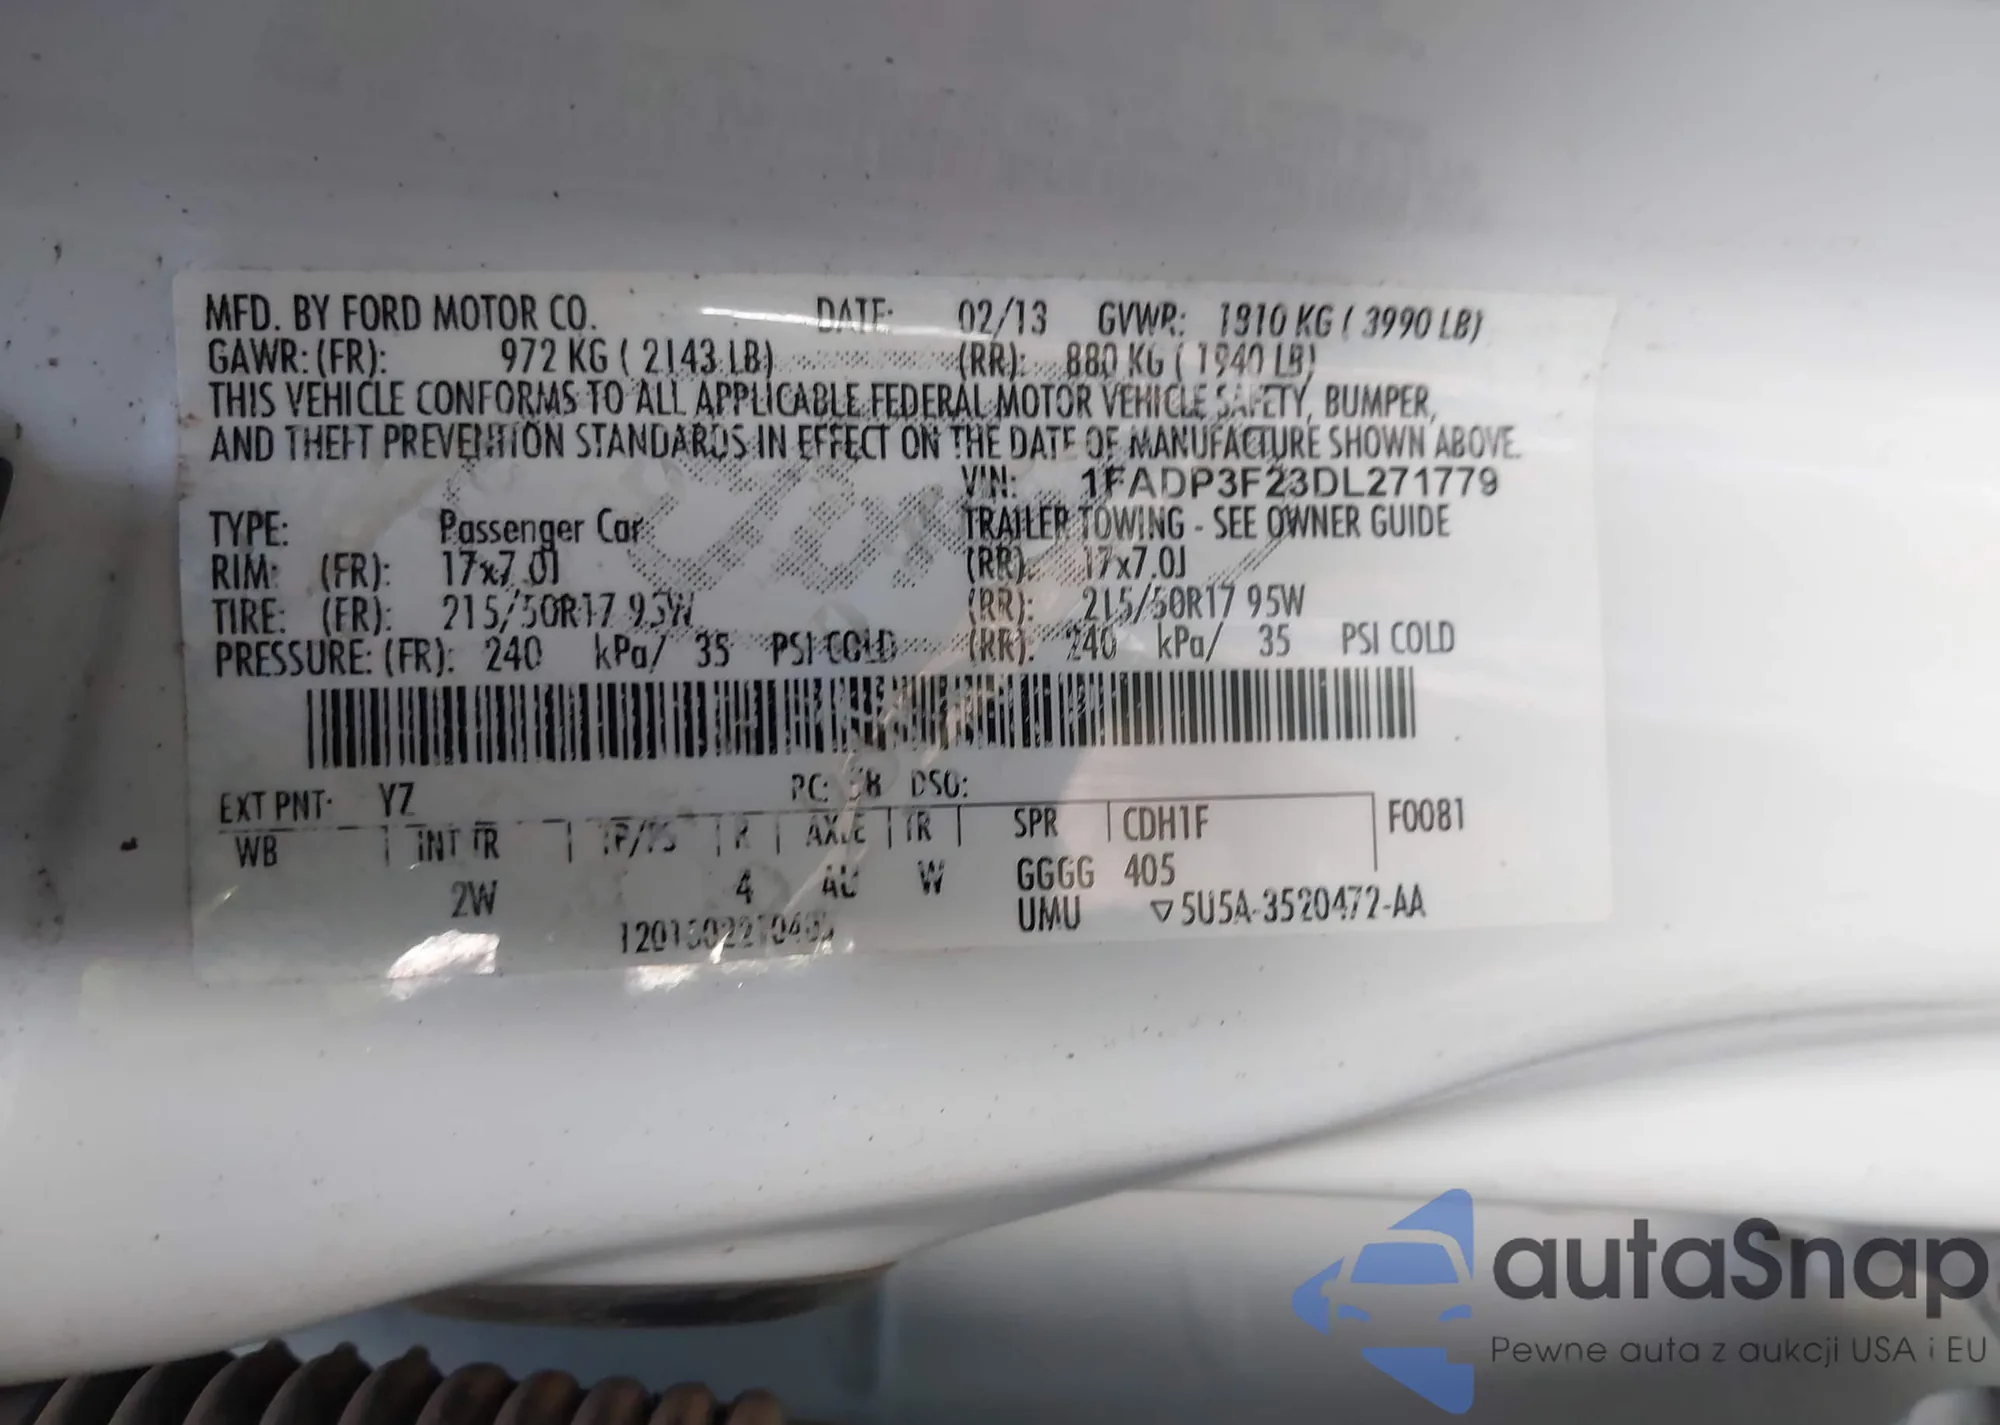 MFD. BY FORD MOTOR CO. DATE: 02/13 GVWR: 1810 KG ( 3990 LB)
GAWR: (FR): 972 KG ( 2143 LB) (RR): 880 KG ( 1940 LB)
THIS VEHICLE CONFORMS TO ALL APPLICABLE FEDERAL MOTOR VEHICLE SAFETY, BUMPER,
AND THEFT PREVENTION STANDARDS IN EFFECT ON THE DATE OF MANUFACTURE SHOWN ABOVE.
VIN: 1FADP3F23DL271779
TYPE: Passenger Car TRAILER TOWING - SEE OWNER GUIDE
RIM: (FR): 17x7.0J (RR): 17x7.0J
TIRE: (FR): 215/50R17 95W (RR): 215/50R17 95W
PRESSURE: (FR): 240 kPa/ 35 PSI COLD (RR): 240 kPa/ 35 PSI COLD
EXT PNT: YZ PC: DSO:
WB INT TR TP/PS R AXLE TR SPR CDH1F F0081
2W 4 W GGGG 405
UMU ▽5U5A-3520472-AA
autaSnap
Pewne auta z aukcji USA i EU